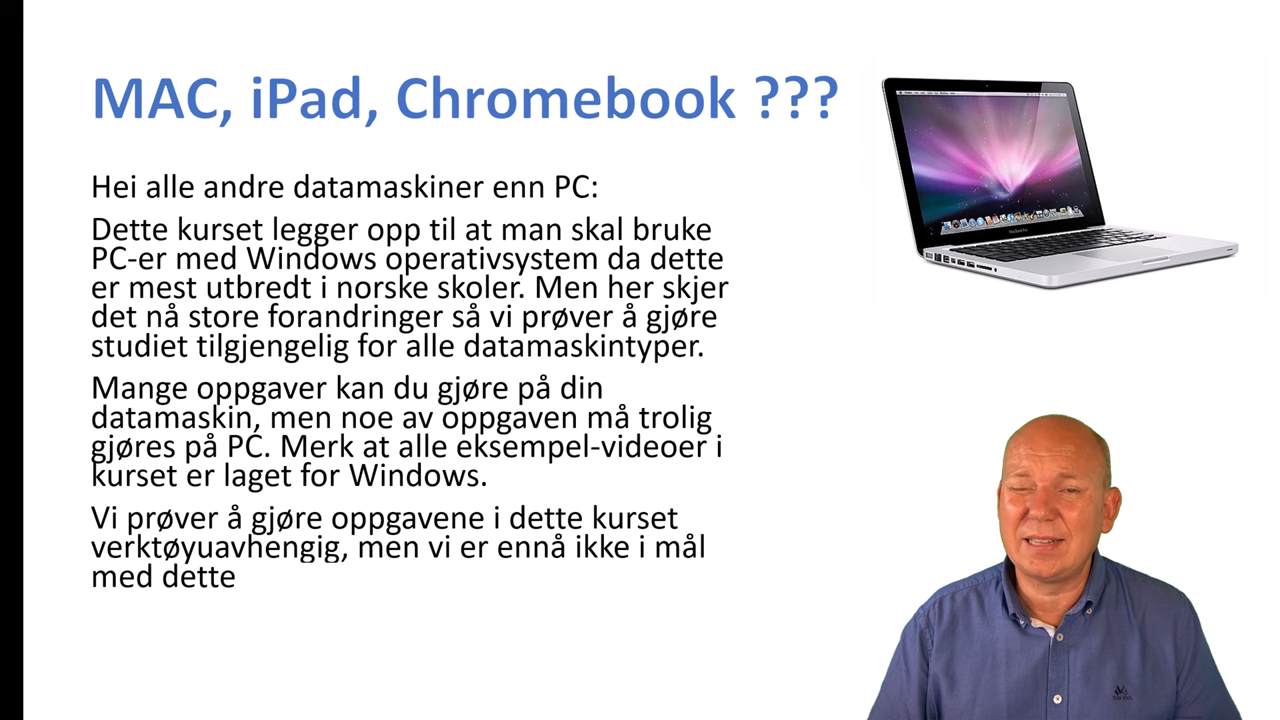 MAC, iPad, Chromebook ???
Hei alle andre datamaskiner enn PC:
Dette kurset legger opp til at man skal bruke
PC-er med Windows operativsystem da dette
er mest utbredt i norske skoler. Men her skjer
det nå store forandringer så vi prøver å gjøre
studiet tilgjengelig for alle datamaskintyper.
Mange oppgaver kan du gjøre på din
datamaskin, men noe av oppgaven må trolig
gjøres på PC. Merk at alle eksempel-videoer i
kurset er laget for Windows.
Vi prøver å gjøre oppgavene i dette kurset
verktøyuavhengig, men vi er ennå ikke i mål
med dette